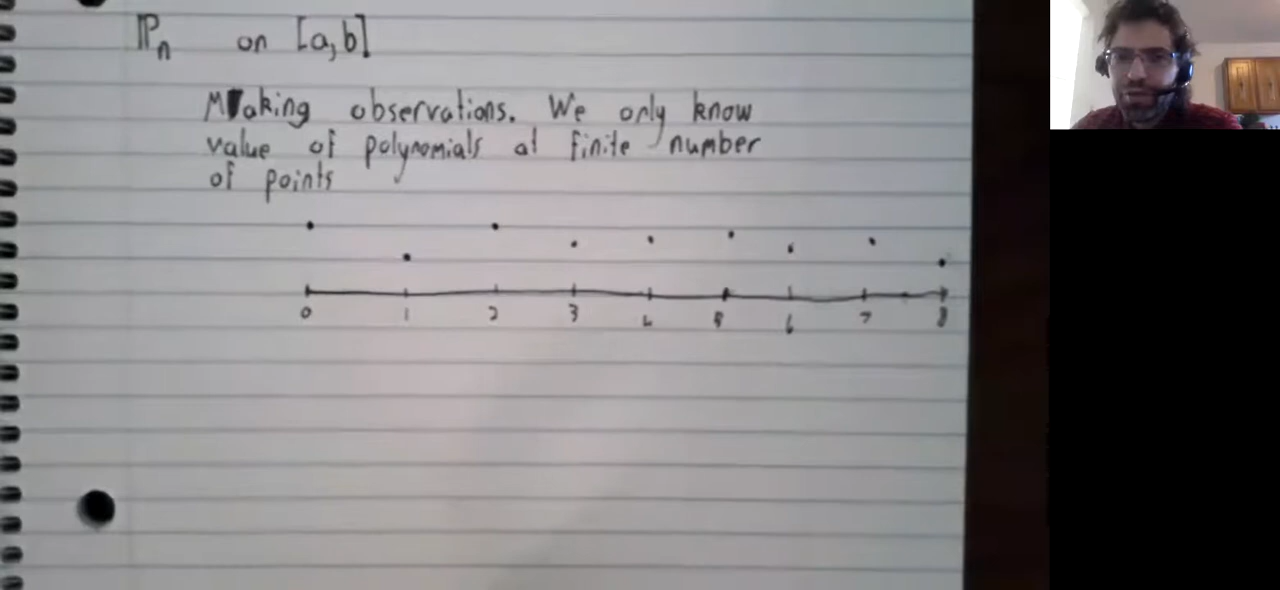 ℙn on [a,b]
Making observations. We only know
value of polynomials at finite number
of points
0 1 2 3 4 5 6 7 8